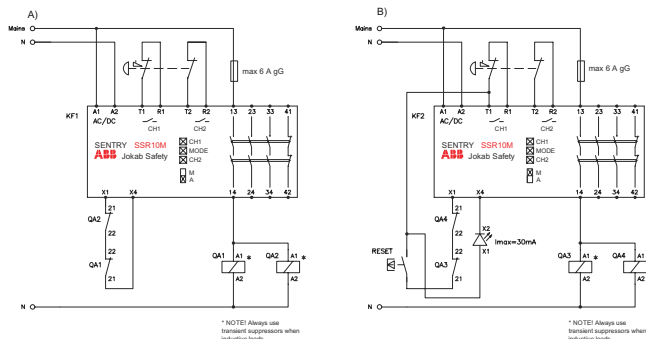 A)
Mains
N
max 6 A gG
A1 A2 T1 R1 T2 R2 13 23 33 41
KF1
AC/DC
CH1 CH2
SENTRY SSR10M
ABB Jokab Safety
CH1
MODE
CH2
M
A
X1 X4 14 24 34 42
21
QA2
22
22
QA1
21
QA1 A1 *
A2
QA2 A1 *
A2
N
* NOTE! Always use
transient suppressors when
inductive loads
B)
Mains
N
max 6 A gG
A1 A2 T1 R1 T2 R2 13 23 33 41
KF2
AC/DC
CH1 CH2
SENTRY SSR10M
ABB Jokab Safety
CH1
MODE
CH2
M
A
X1 X4 14 24 34 42
21
QA4
22
X2
Imax=30mA
X1
RESET
22
QA3
21
QA3 A1 *
A2
QA4 A1
A2
N
* NOTE! Always use
transient suppressors when
inductive loads